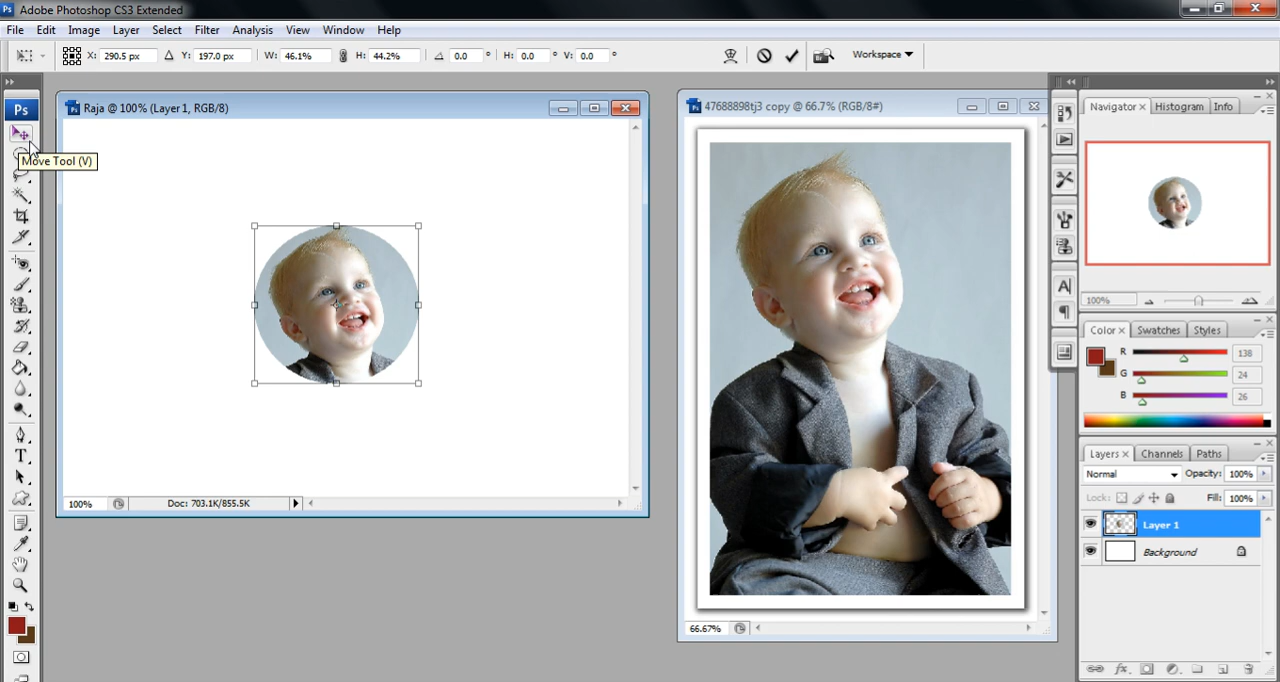 Ps Adobe Photoshop CS3 Extended
File Edit Image Layer Select Filter Analysis View Window Help
X: 290.5 px Y: 197.0 px W: 46.1% H: 44.2% 0.0 ° H: 0.0 ° V: 0.0 ° Workspace
Ps
Raja @ 100% (Layer 1, RGB/8)
47688898tj3 copy @ 66.7% (RGB/8#)
Move Tool (V)
T
100% Doc: 703.1K/855.5K
66.67%
Navigator × Histogram Info
100%
A
¶
Color × Swatches Styles
R 138
G 24
B 26
Layers × Channels Paths
Normal Opacity: 100%
Lock: Fill: 100%
Layer 1
Background
fx